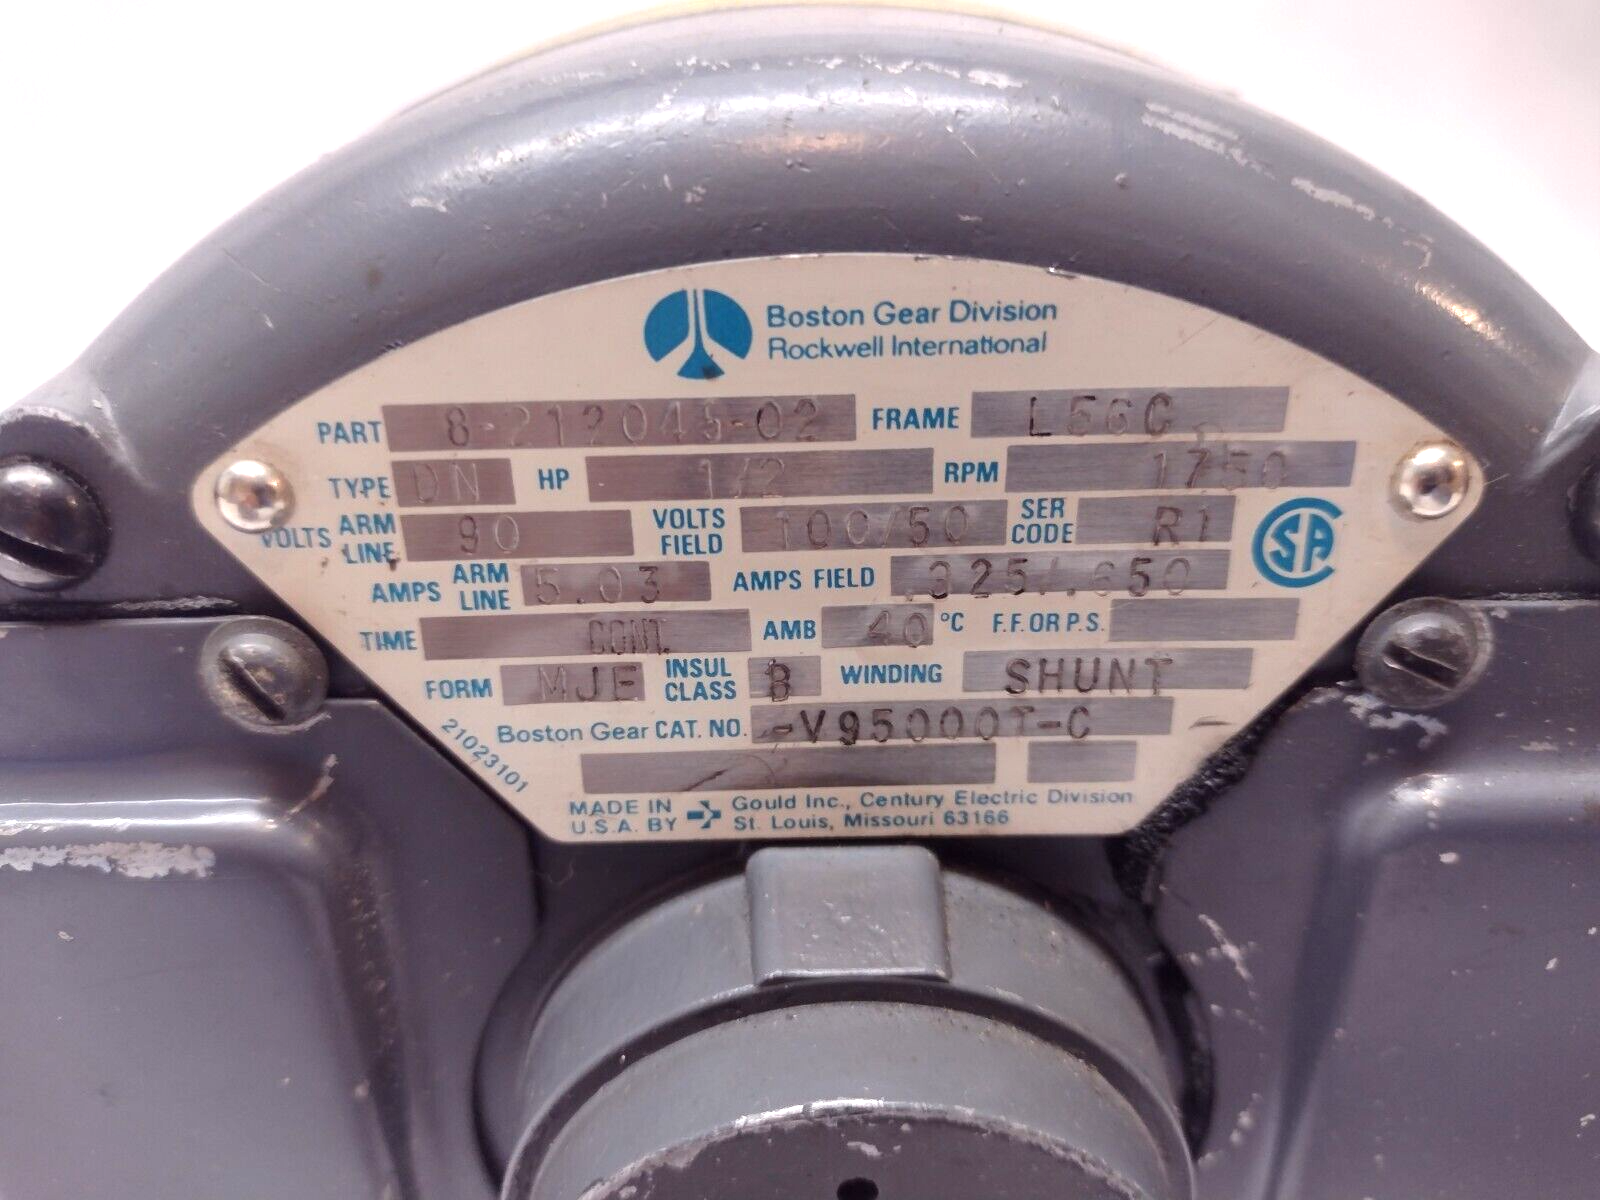 Boston Gear Division
Rockwell International
PART 8-212045-02 FRAME L56C
TYPE DN HP 1/2 RPM 1750
VOLTS ARM LINE 90 VOLTS FIELD 100/50 SER CODE R1
AMPS ARM LINE 5.03 AMPS FIELD .325/.650
TIME CONT. AMB 40 °C F.F. OR P.S.
FORM MJE INSUL CLASS B WINDING SHUNT
Boston Gear CAT. NO. -V95000T-C
21023101
MADE IN U.S.A. BY Gould Inc., Century Electric Division
St. Louis, Missouri 63166
CSA